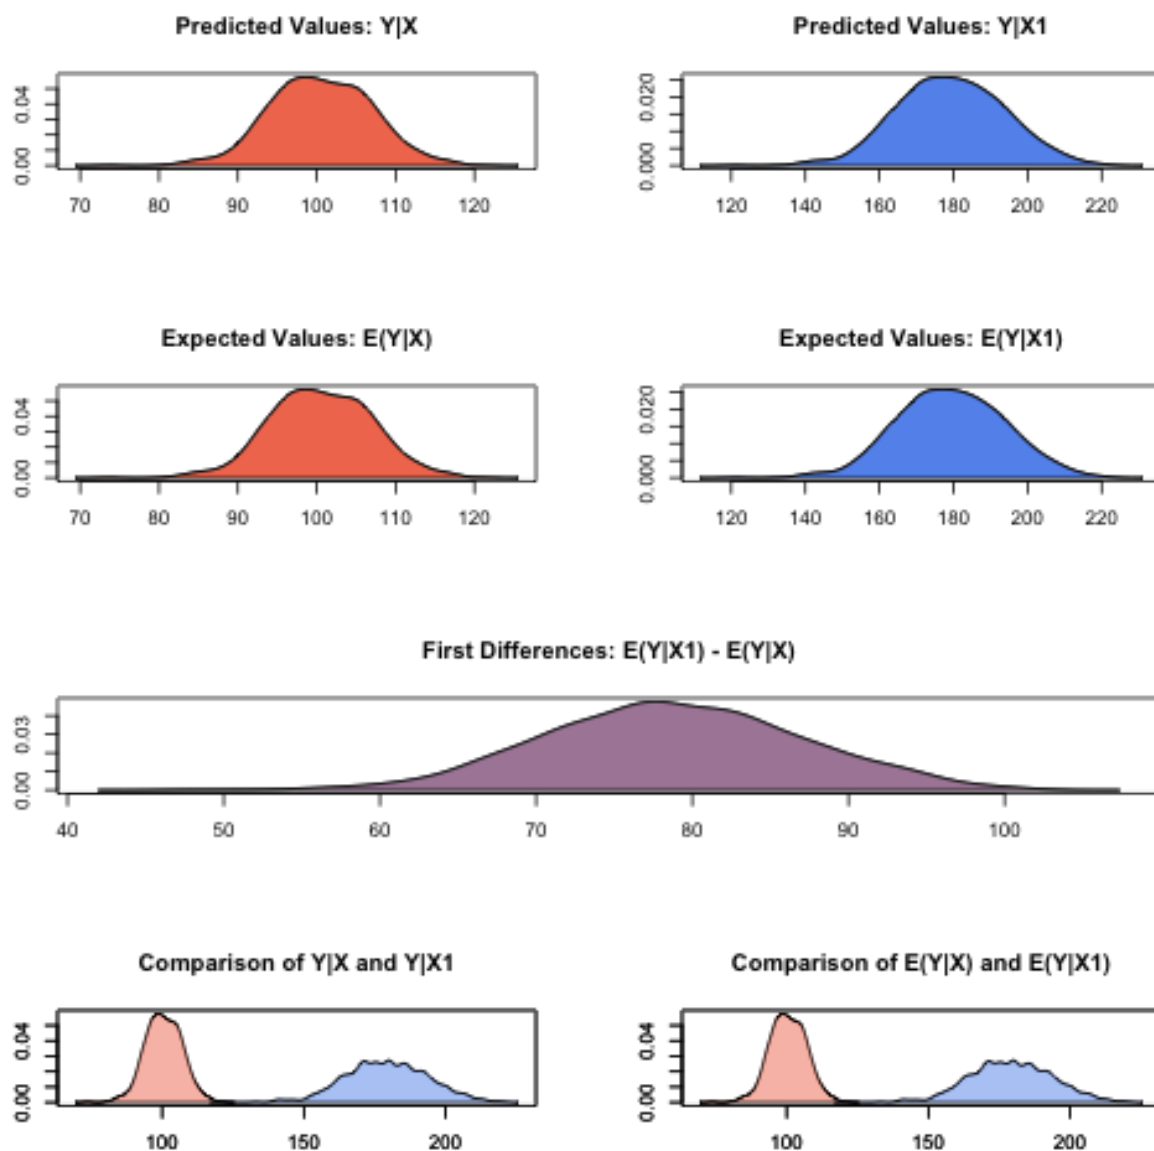 Predicted Values: Y|X
0.00 0.04
70 80 90 100 110 120
Predicted Values: Y|X1
0.000 0.020
120 140 160 180 200 220
Expected Values: E(Y|X)
0.00 0.04
70 80 90 100 110 120
Expected Values: E(Y|X1)
0.000 0.020
120 140 160 180 200 220
First Differences: E(Y|X1) - E(Y|X)
0.00 0.03
40 50 60 70 80 90 100
Comparison of Y|X and Y|X1
0.00 0.04
100 150 200
Comparison of E(Y|X) and E(Y|X1)
0.00 0.04
100 150 200